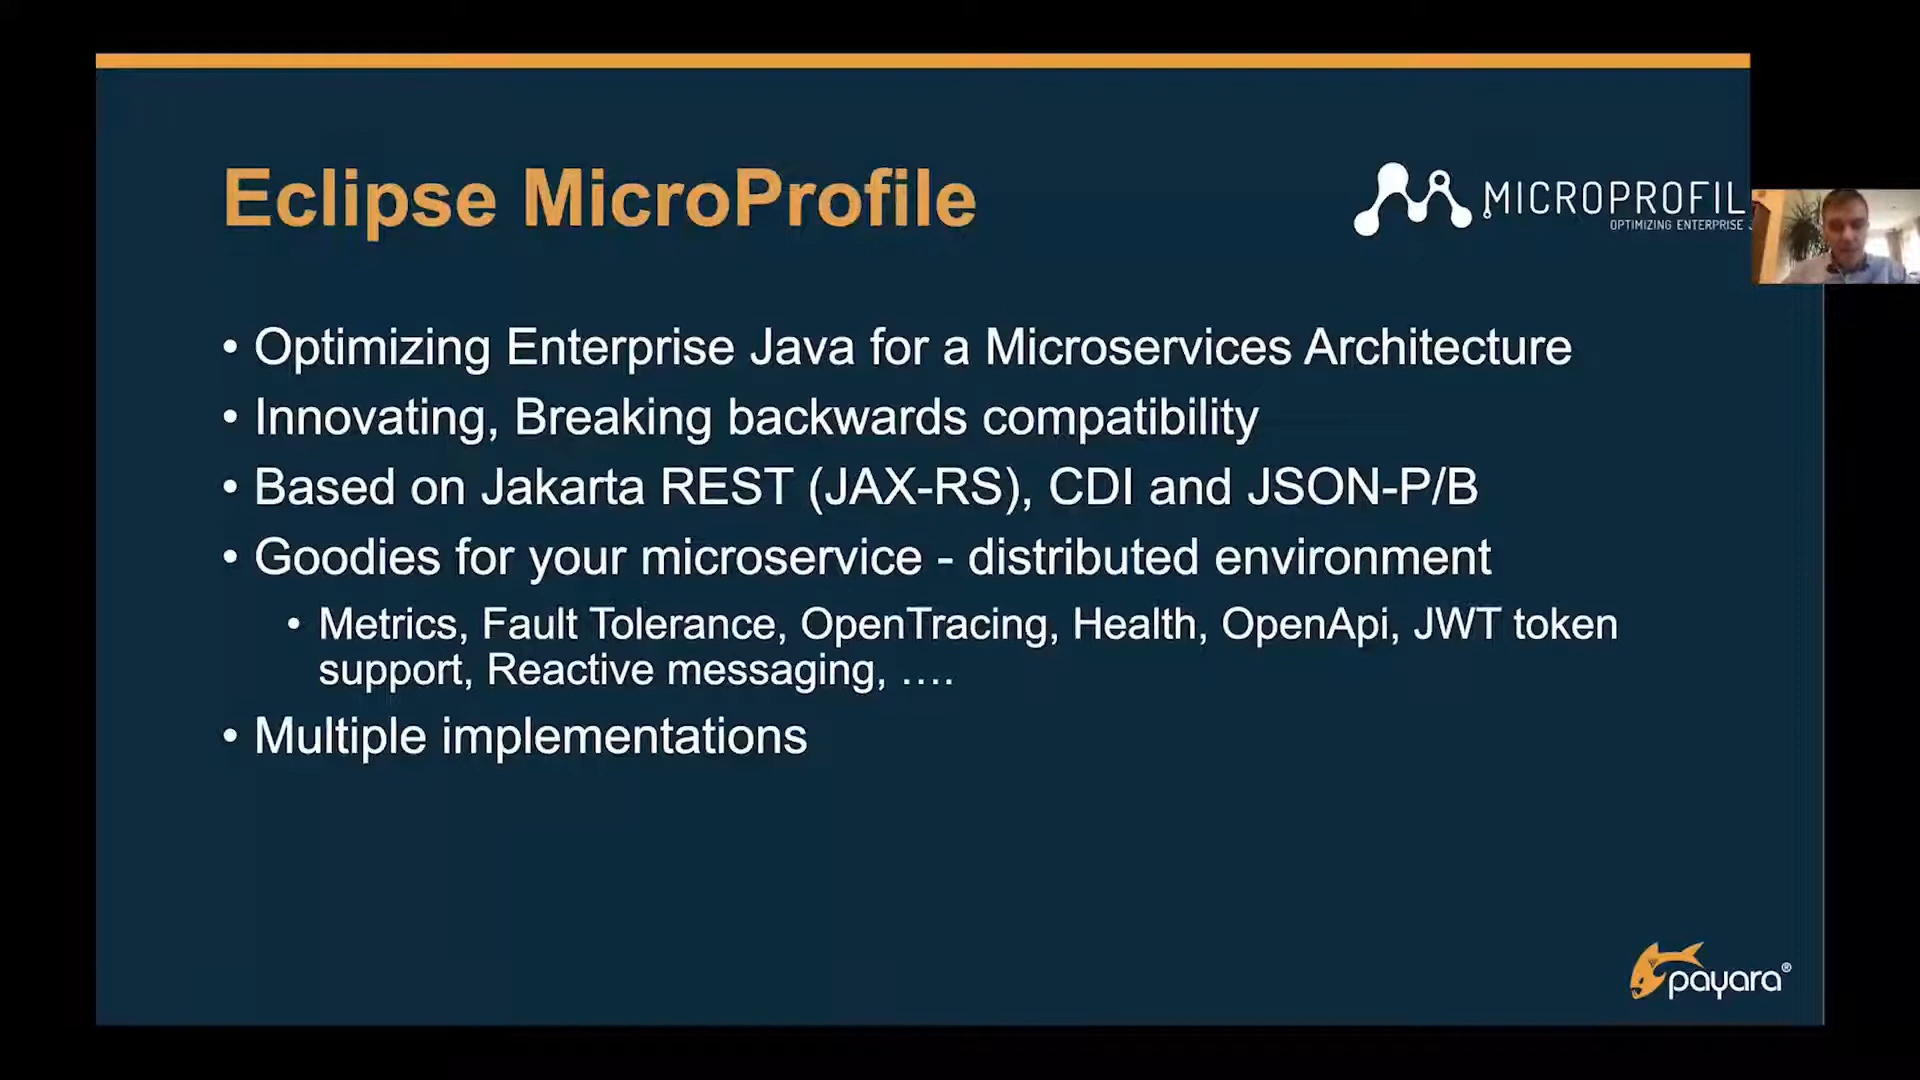 Eclipse MicroProfile
MICROPROFIL
OPTIMIZING ENTERPRISE
• Optimizing Enterprise Java for a Microservices Architecture
• Innovating, Breaking backwards compatibility
• Based on Jakarta REST (JAX-RS), CDI and JSON-P/B
• Goodies for your microservice - distributed environment
• Metrics, Fault Tolerance, OpenTracing, Health, OpenApi, JWT token
support, Reactive messaging, ....
• Multiple implementations
payara®